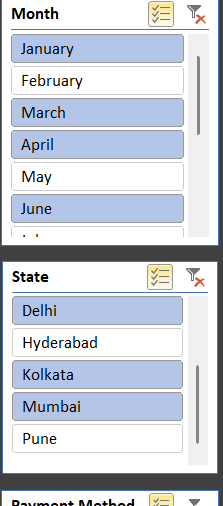 Month
January
February
March
April
May
June
State
Delhi
Hyderabad
Kolkata
Mumbai
Pune
Payment Method